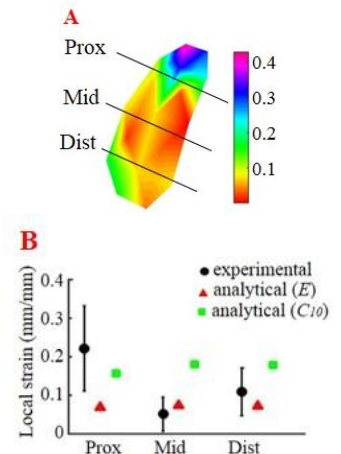 A
Prox
Mid
Dist
0.4
0.3
0.2
0.1
B
Local strain (mm/mm)
0.4
0.3
0.2
0.1
0
experimental
analytical (E)
analytical (C10)
Prox Mid Dist